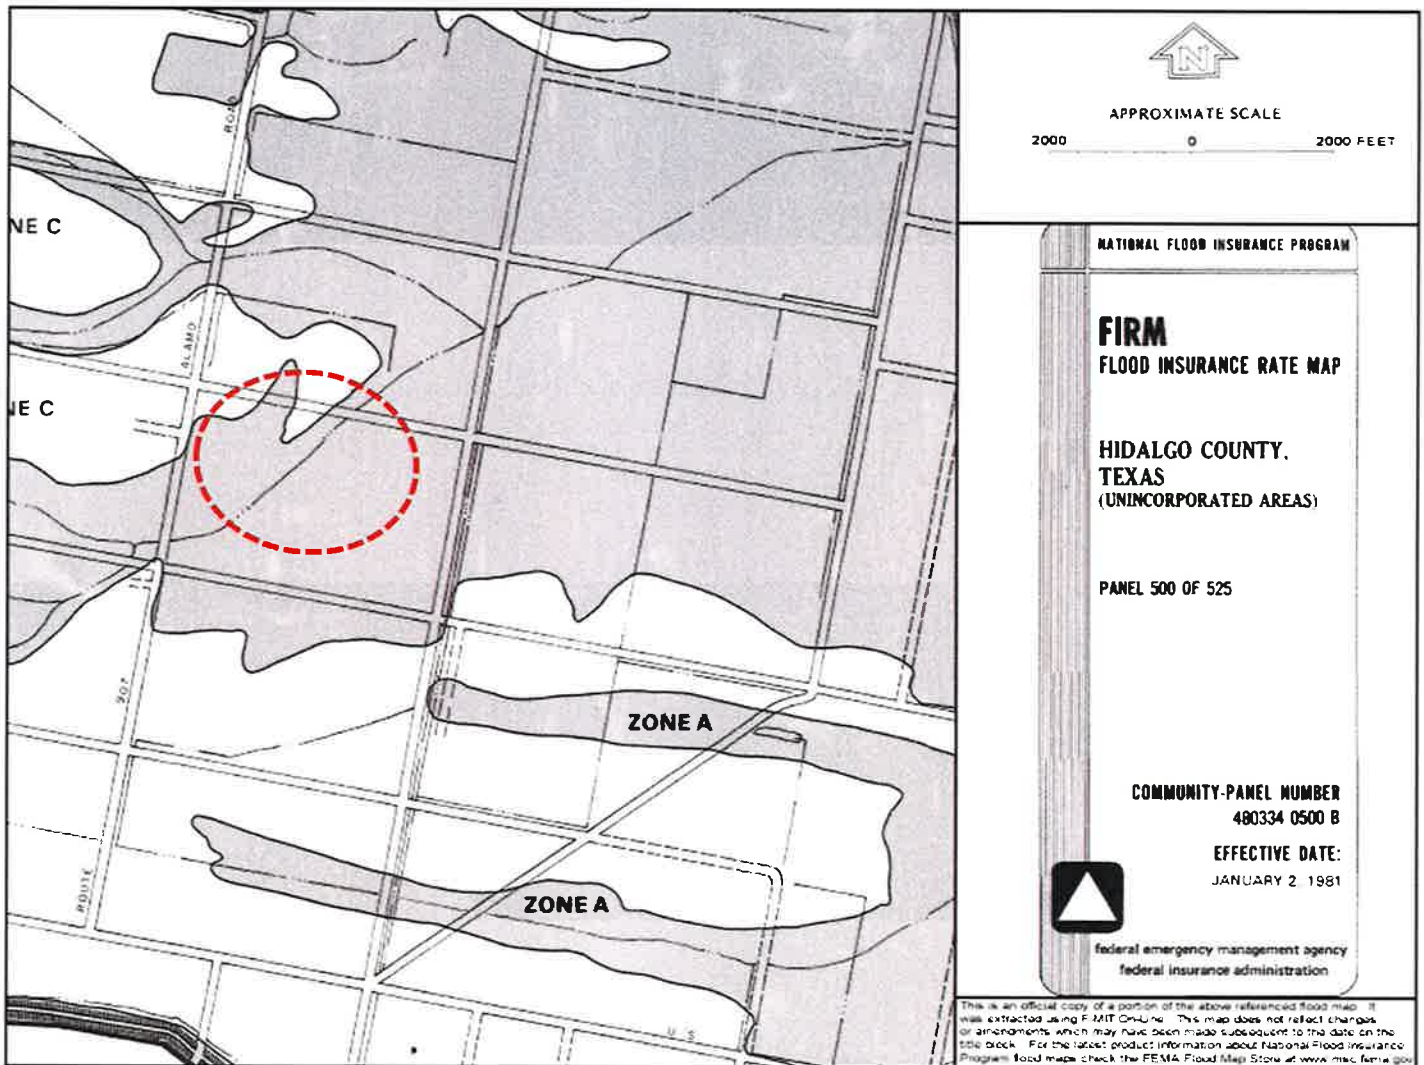 ROAD
NE C
ALAMO
NE C
ZONE A
907
ZONE A
ROUTE
U S
N
APPROXIMATE SCALE
2000 0 2000 FEET
NATIONAL FLOOD INSURANCE PROGRAM
FIRM
FLOOD INSURANCE RATE MAP
HIDALGO COUNTY,
TEXAS
(UNINCORPORATED AREAS)
PANEL 500 OF 525
COMMUNITY-PANEL NUMBER
480334 0500 B
EFFECTIVE DATE:
JANUARY 2, 1981
federal emergency management agency
federal insurance administration
This is an official copy of a portion of the above referenced flood map. It
was extracted using F-MIT On-Line. This map does not reflect changes
or amendments which may have been made subsequent to the date on the
title block. For the latest product information about National Flood Insurance
Program flood maps check the FEMA Flood Map Store at www.msc.fema.gov